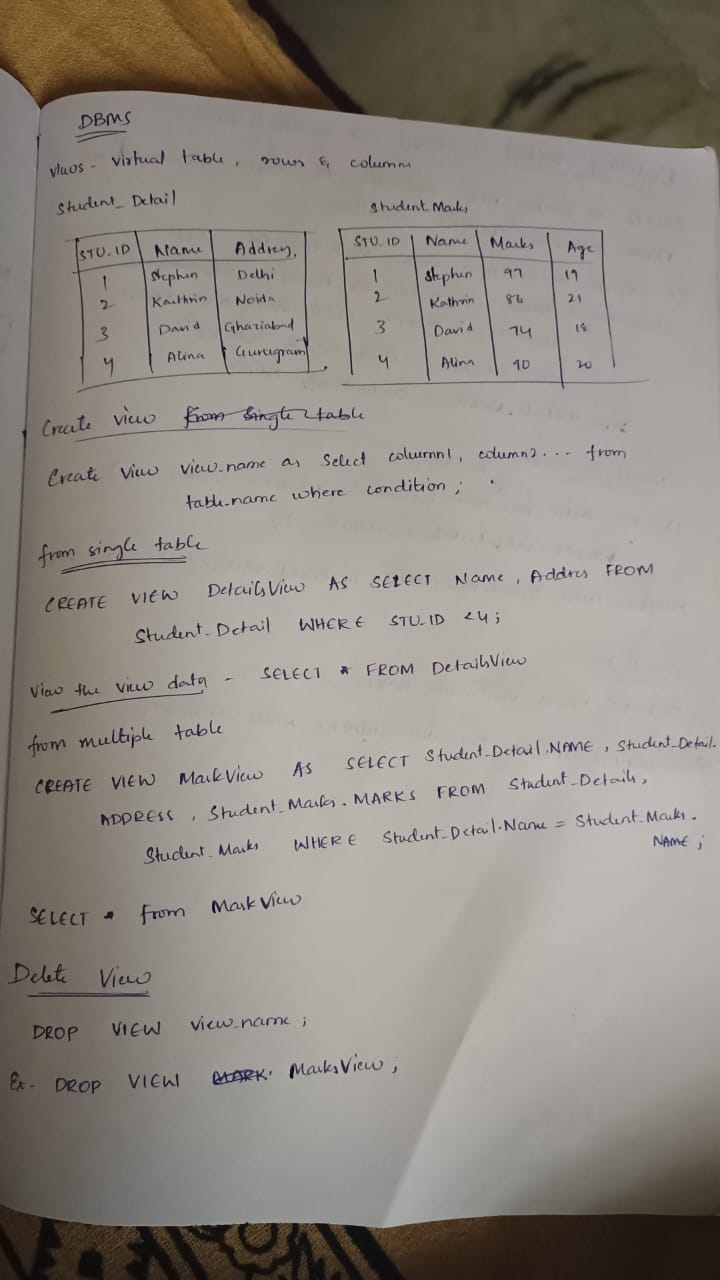 DBMS
views - virtual table, rows & columns
Student_Detail
STU.ID Name Address
1 Stephen Delhi
2 Kathrin Noida
3 David Ghaziabad
4 Alina Gurugram
Student_Marks
STU.ID Name Marks Age
1 Stephen 97 19
2 Kathrin 86 21
3 David 74 18
4 Alina 90 20
Create view from single table
Create View view_name as Select column1, column2 ... from
table_name where condition;
from single table
CREATE VIEW DetailsView AS SELECT Name, Addres FROM
Student_Detail WHERE STU_ID <4;
View the view data - SELECT * FROM DetailsView
from multiple table
CREATE VIEW MarkView AS SELECT Student_Detail.NAME, Student_Detail.
ADDRESS, Student_Marks.MARKS FROM Student_Details,
Student_Marks WHERE Student_Detail.Name = Student_Marks.
NAME;
SELECT * from MarkView
Delete View
DROP VIEW view_name;
Ex- DROP VIEW MARK. MarksView;